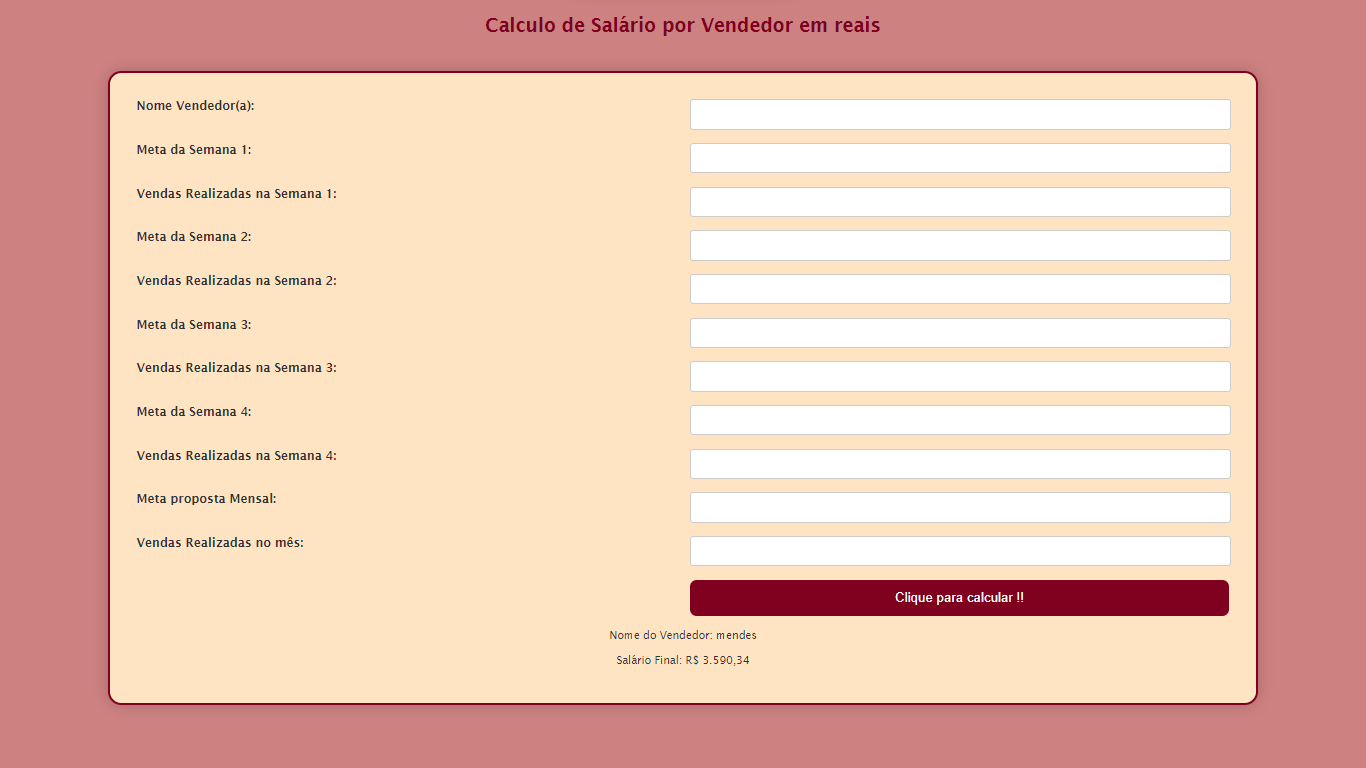 Calculo de Salário por Vendedor em reais
Nome Vendedor(a):
Meta da Semana 1:
Vendas Realizadas na Semana 1:
Meta da Semana 2:
Vendas Realizadas na Semana 2:
Meta da Semana 3:
Vendas Realizadas na Semana 3:
Meta da Semana 4:
Vendas Realizadas na Semana 4:
Meta proposta Mensal:
Vendas Realizadas no mês:
Clique para calcular !!
Nome do Vendedor: mendes
Salário Final: R$ 3.590,34